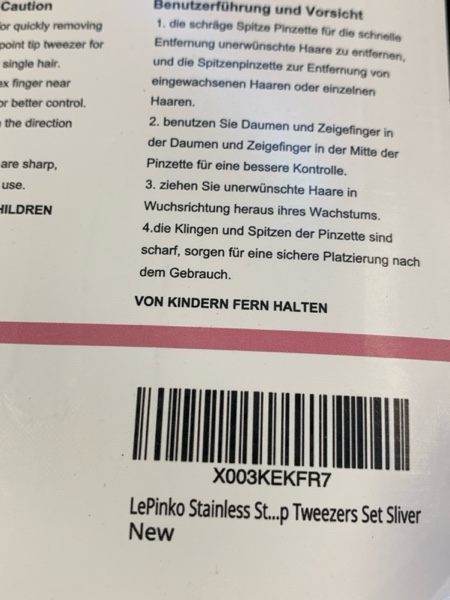 Caution
or quickly removing
point tip tweezer for
single hair.
ex finger near
or better control.
the direction
are sharp,
use.
HILDREN
Benutzerführung und Vorsicht
1. die schräge Spitze Pinzette für die schnelle
Entfernung unerwünschte Haare zu entfernen,
und die Spitzenpinzette zur Entfernung von
eingewachsenen Haaren oder einzelnen
Haaren.
2. benutzen Sie Daumen und Zeigefinger in
der Daumen und Zeigefinger in der Mitte der
Pinzette für eine bessere Kontrolle.
3. ziehen Sie unerwünschte Haare in
Wuchsrichtung heraus ihres Wachstums.
4.die Klingen und Spitzen der Pinzette sind
scharf, sorgen für eine sichere Platzierung nach
dem Gebrauch.
VON KINDERN FERN HALTEN
X003KEKFR7
LePinko Stainless St...p Tweezers Set Sliver
New